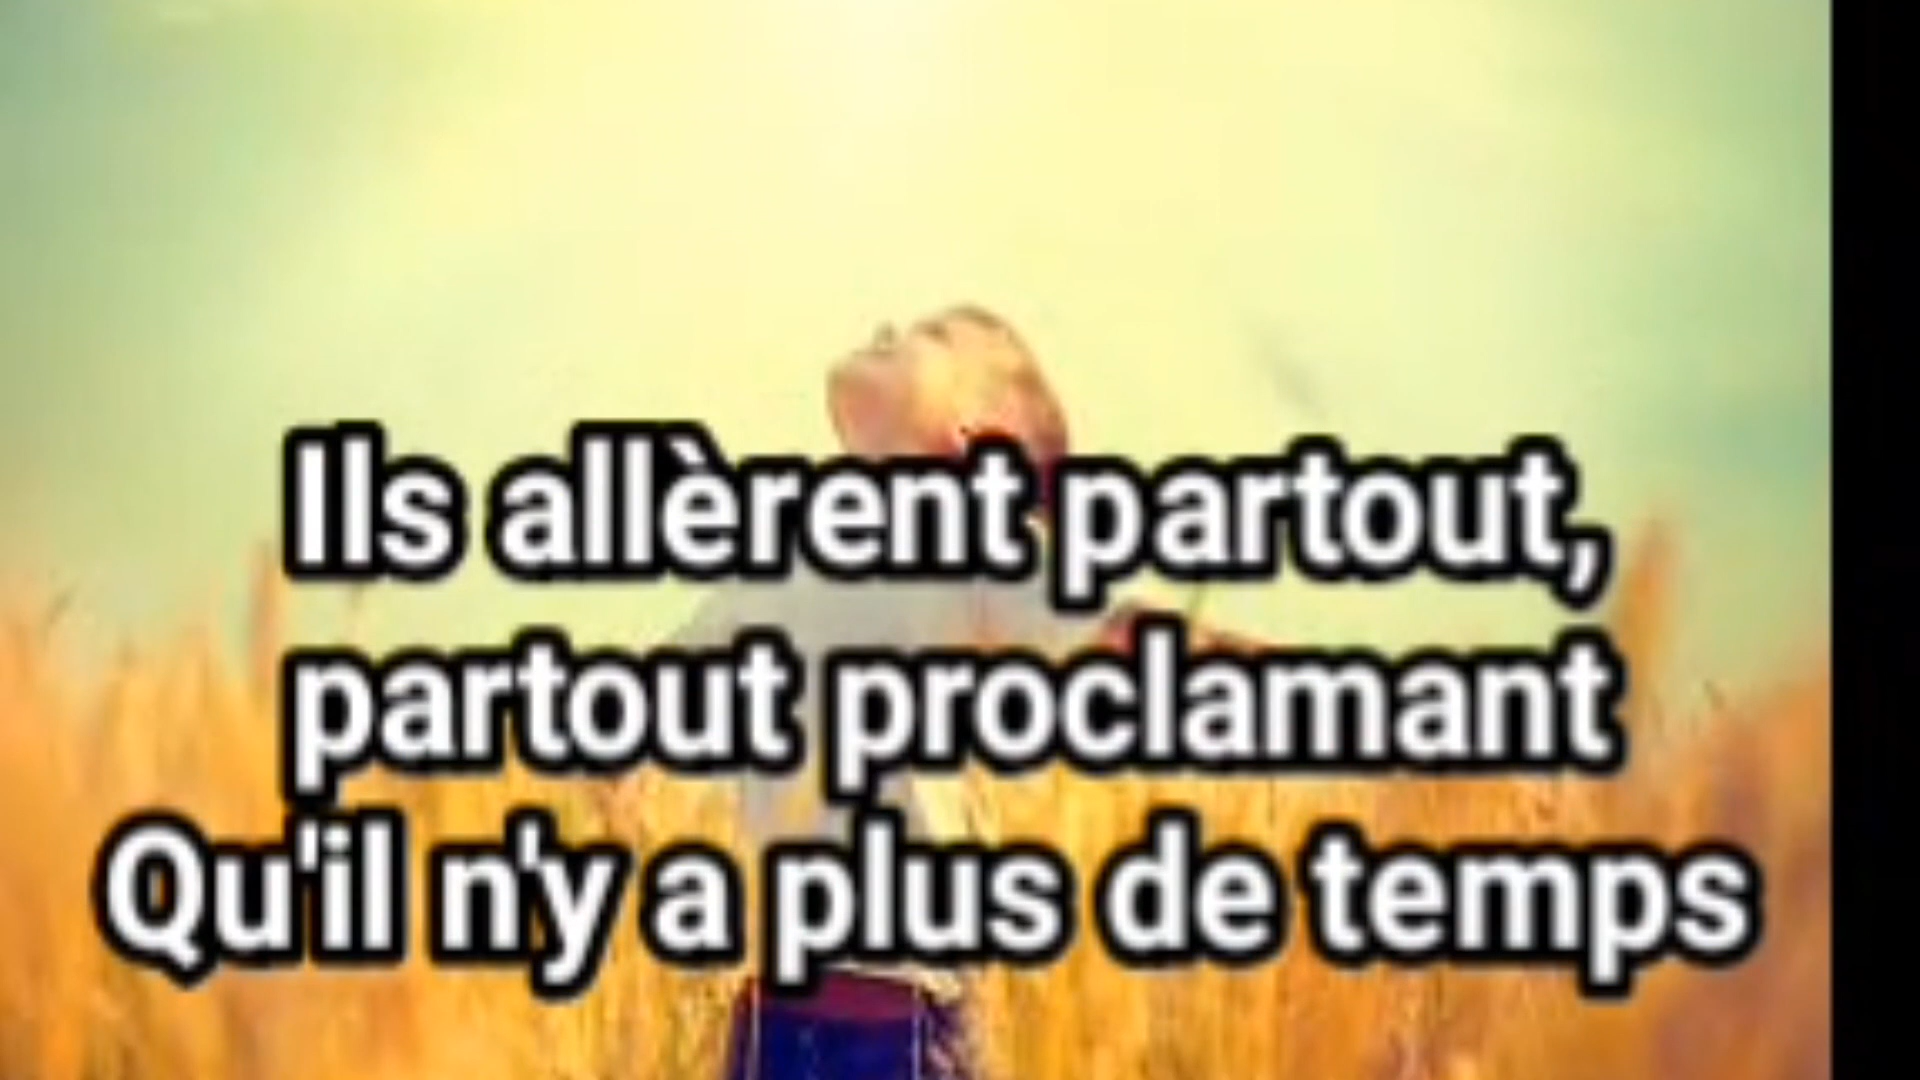 Ils allèrent partout,
partout proclamant
Qu'il n'y a plus de temps